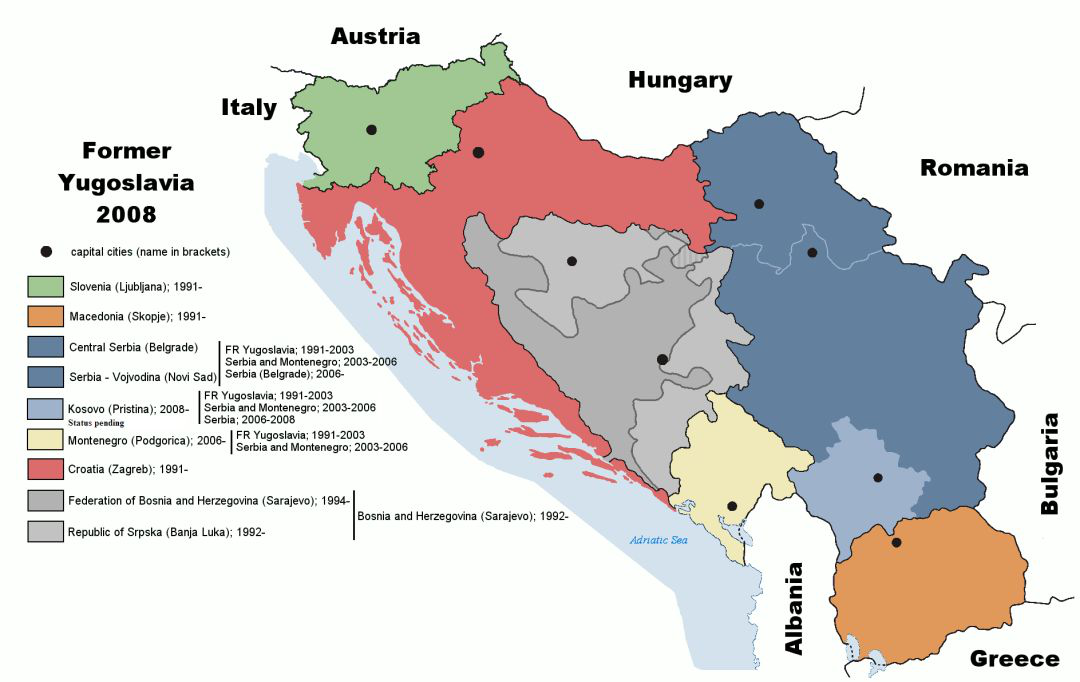 Austria
Hungary
Italy
Romania
Former
Yugoslavia
2008
capital cities (name in brackets)
Slovenia (Ljubljana); 1991-
Macedonia (Skopje); 1991-
Central Serbia (Belgrade)
Serbia - Vojvodina (Novi Sad)
FR Yugoslavia; 1991-2003
Serbia and Montenegro; 2003-2006
Serbia (Belgrade); 2006-
Kosovo (Pristina); 2008-
Status pending
FR Yugoslavia; 1991-2003
Serbia and Montenegro; 2003-2006
Serbia; 2006-2008
Montenegro (Podgorica); 2006-
FR Yugoslavia; 1991-2003
Serbia and Montenegro; 2003-2006
Croatia (Zagreb); 1991-
Federation of Bosnia and Herzegovina (Sarajevo); 1994-
Republic of Srpska (Banja Luka); 1992-
Bosnia and Herzegovina (Sarajevo); 1992-
Adriatic Sea
Albania
Bulgaria
Greece